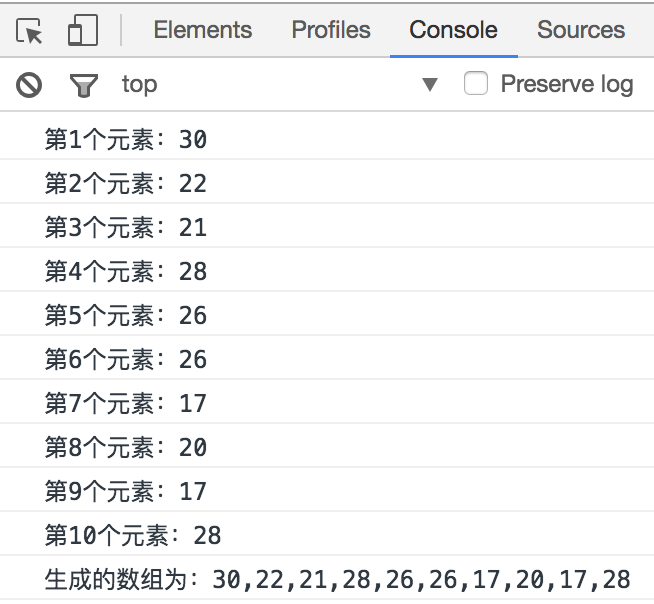 Elements Profiles Console Sources
top Preserve log
第1个元素：30
第2个元素：22
第3个元素：21
第4个元素：28
第5个元素：26
第6个元素：26
第7个元素：17
第8个元素：20
第9个元素：17
第10个元素：28
生成的数组为：30,22,21,28,26,26,17,20,17,28